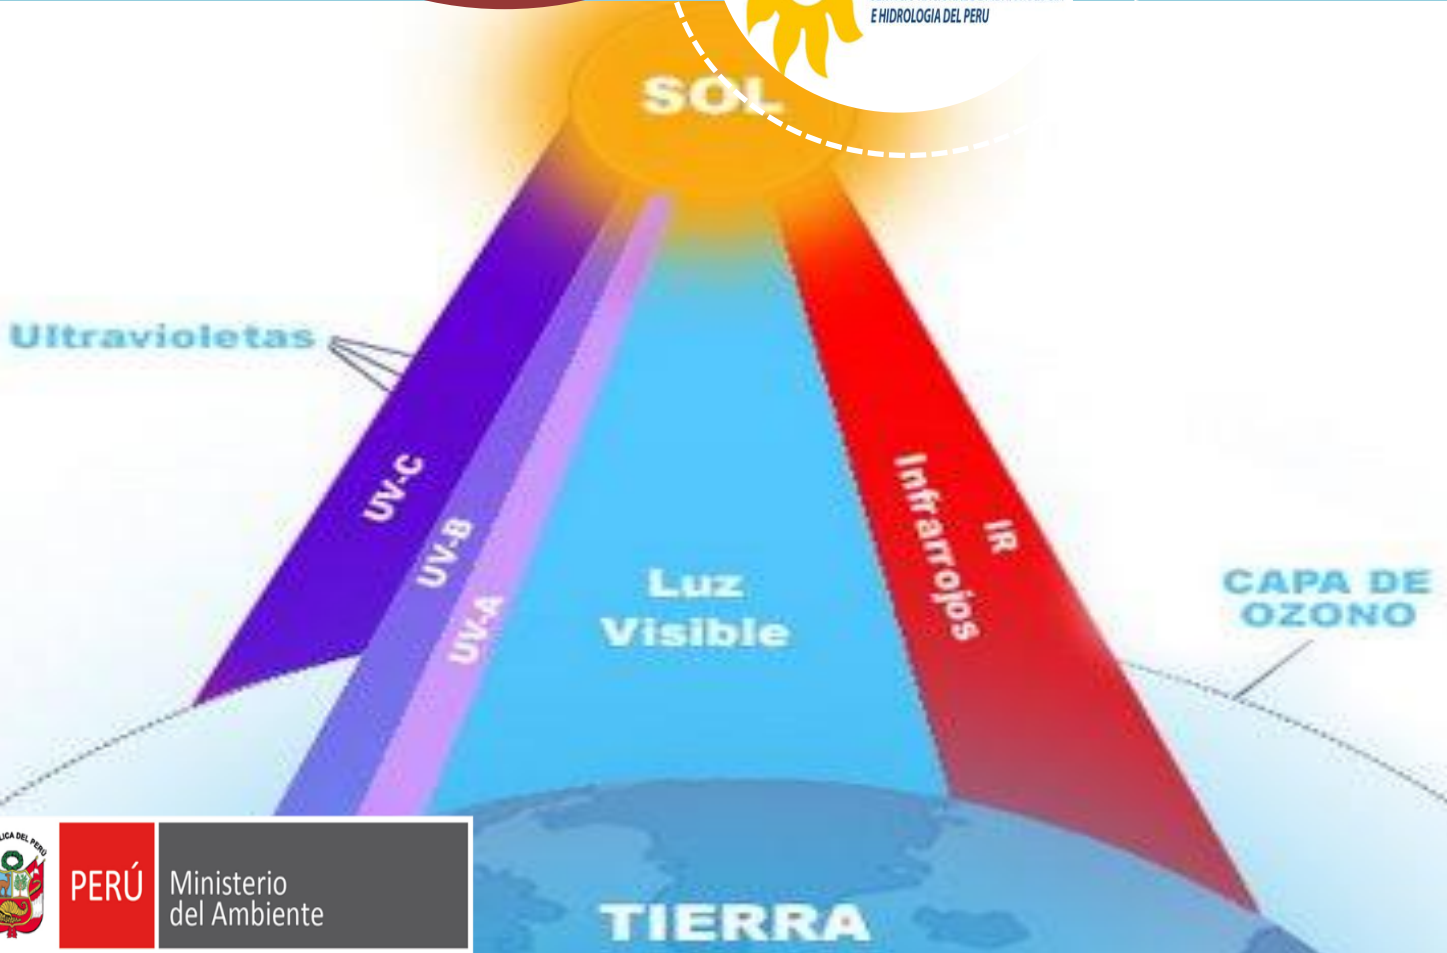 E HIDROLOGIA DEL PERU
SOL
Ultravioletas
UV-C
UV-B
UV-A
Luz
Visible
IR
Infrarrojos
CAPA DE
OZONO
TIERRA
PERÚ
Ministerio
del Ambiente